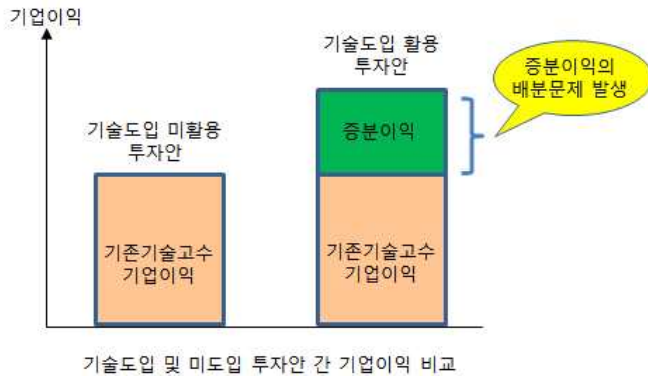 기업이익
기술도입 활용
투자안
증분이익의
배분문제 발생
기술도입 미활용
투자안
증분이익
기존기술고수
기업이익
기존기술고수
기업이익
기술도입 및 미도입 투자안 간 기업이익 비교